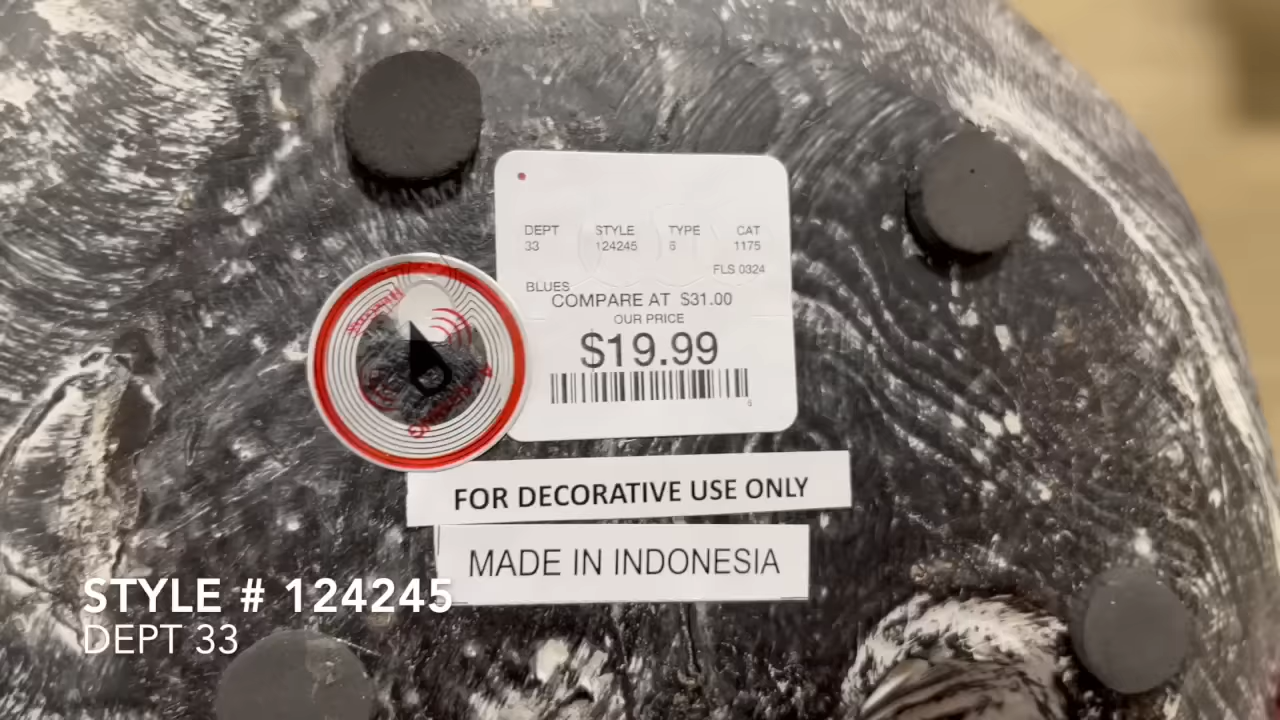 DEPT STYLE TYPE CAT
33 124245 8 1175
FLS 0324
BLUES
COMPARE AT $31.00
OUR PRICE
$19.99
6
FOR DECORATIVE USE ONLY
MADE IN INDONESIA
STYLE # 124245
DEPT 33